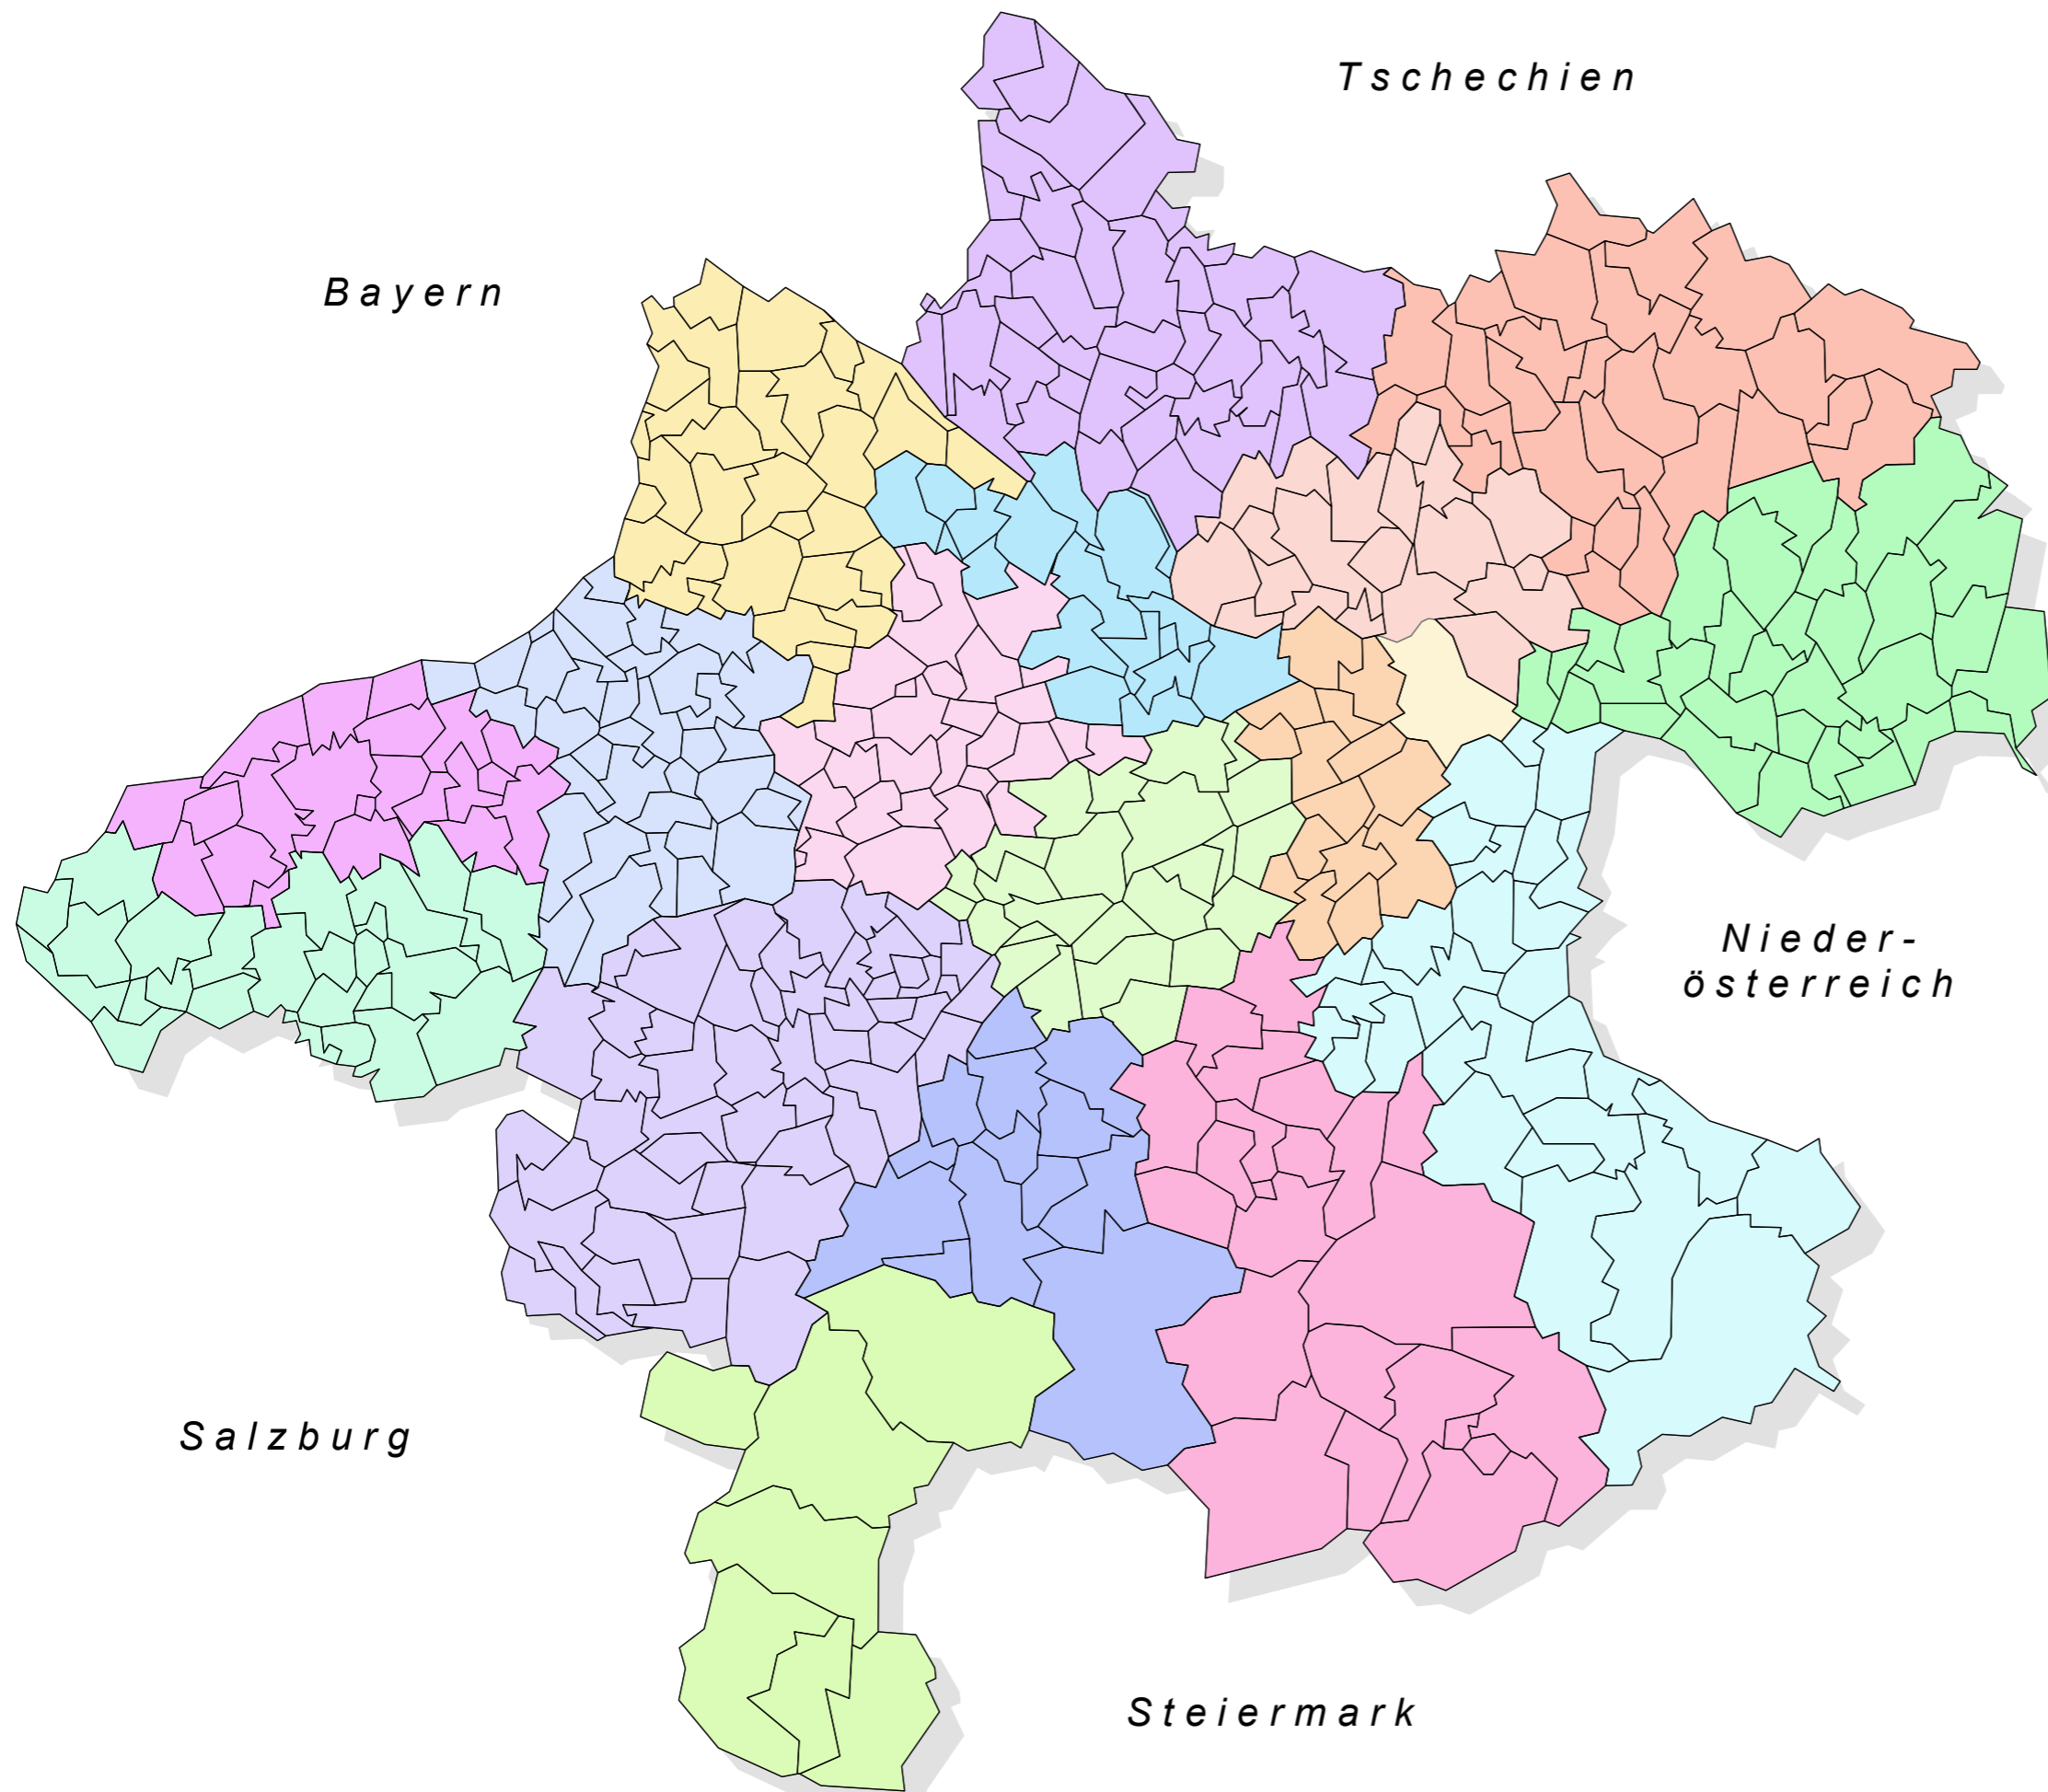 Tschechien
Bayern
Nieder-
österreich
Salzburg
Steiermark